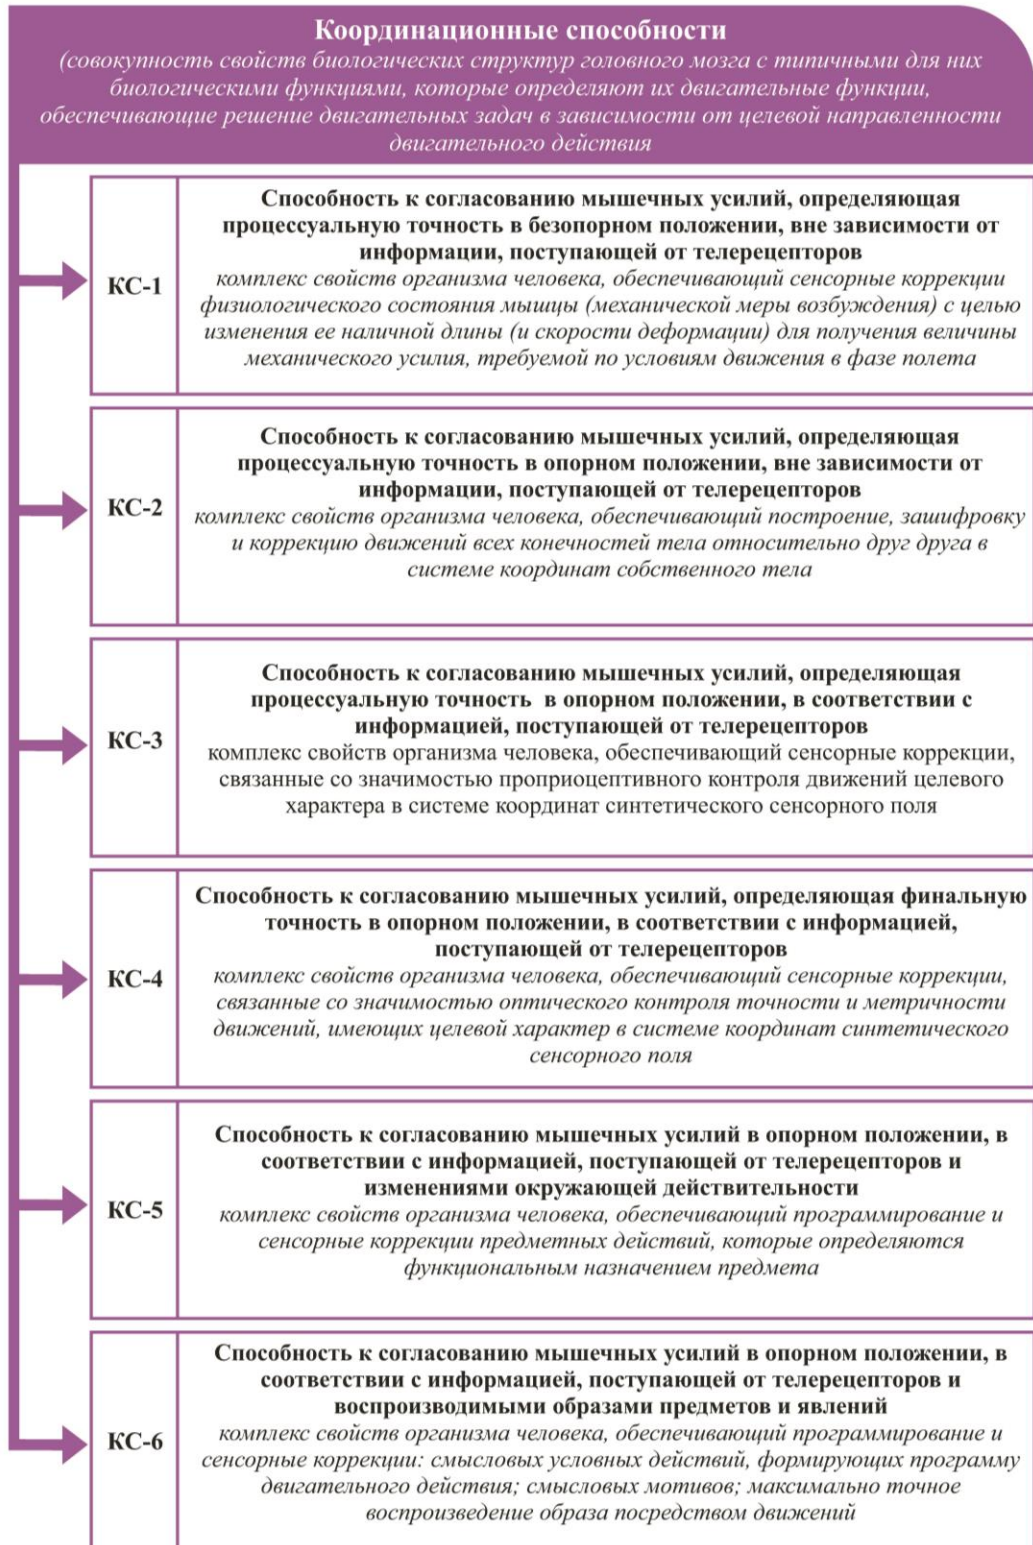 Координационные способности
(совокупность свойств биологических структур головного мозга с типичными для них
биологическими функциями, которые определяют их двигательные функции,
обеспечивающие решение двигательных задач в зависимости от целевой направленности
двигательного действия
КС-1
Способность к согласованию мышечных усилий, определяющая
процессуальную точность в безопорном положении, вне зависимости от
информации, поступающей от телерецепторов
комплекс свойств организма человека, обеспечивающий сенсорные коррекции
физиологического состояния мышцы (механической меры возбуждения) с целью
изменения ее наличной длины (и скорости деформации) для получения величины
механического усилия, требуемой по условиям движения в фазе полета
КС-2
Способность к согласованию мышечных усилий, определяющая
процессуальную точность в опорном положении, вне зависимости от
информации, поступающей от телерецепторов
комплекс свойств организма человека, обеспечивающий построение, зашифровку
и коррекцию движений всех конечностей тела относительно друг друга в
системе координат собственного тела
КС-3
Способность к согласованию мышечных усилий, определяющая
процессуальную точность в опорном положении, в соответствии с
информацией, поступающей от телерецепторов
комплекс свойств организма человека, обеспечивающий сенсорные коррекции,
связанные со значимостью проприоцептивного контроля движений целевого
характера в системе координат синтетического сенсорного поля
КС-4
Способность к согласованию мышечных усилий, определяющая финальную
точность в опорном положении, в соответствии с информацией,
поступающей от телерецепторов
комплекс свойств организма человека, обеспечивающий сенсорные коррекции,
связанные со значимостью оптического контроля точности и метричности
движений, имеющих целевой характер в системе координат синтетического
сенсорного поля
КС-5
Способность к согласованию мышечных усилий в опорном положении, в
соответствии с информацией, поступающей от телерецепторов и
изменениями окружающей действительности
комплекс свойств организма человека, обеспечивающий программирование и
сенсорные коррекции предметных действий, которые определяются
функциональным назначением предмета
КС-6
Способность к согласованию мышечных усилий в опорном положении, в
соответствии с информацией, поступающей от телерецепторов и
воспроизводимыми образами предметов и явлений
комплекс свойств организма человека, обеспечивающий программирование и
сенсорные коррекции: смысловых условных действий, формирующих программу
двигательного действия; смысловых мотивов; максимально точное
воспроизведение образа посредством движений